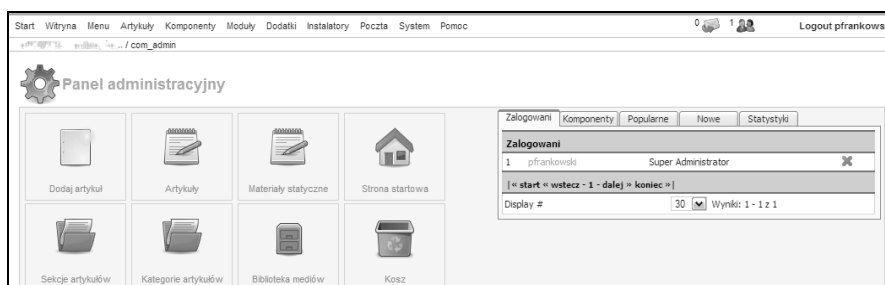 Start Witryna Menu Artykuły Komponenty Moduły Dodatki Instalatory Poczta System Pomoc 0 1 Logout pfrankows
.. / com_admin
Panel administracyjny
Zalogowani Komponenty Popularne Nowe Statystyki
Zalogowani
1 pfrankowski Super Administrator
|« start « wstecz - 1 - dalej » koniec »|
Display # 30 Wyniki: 1 - 1 z 1
Dodaj artykuł Artykuły Materiały statyczne Strona startowa
Sekcje artykułów Kategorie artykułów Biblioteka mediów Kosz